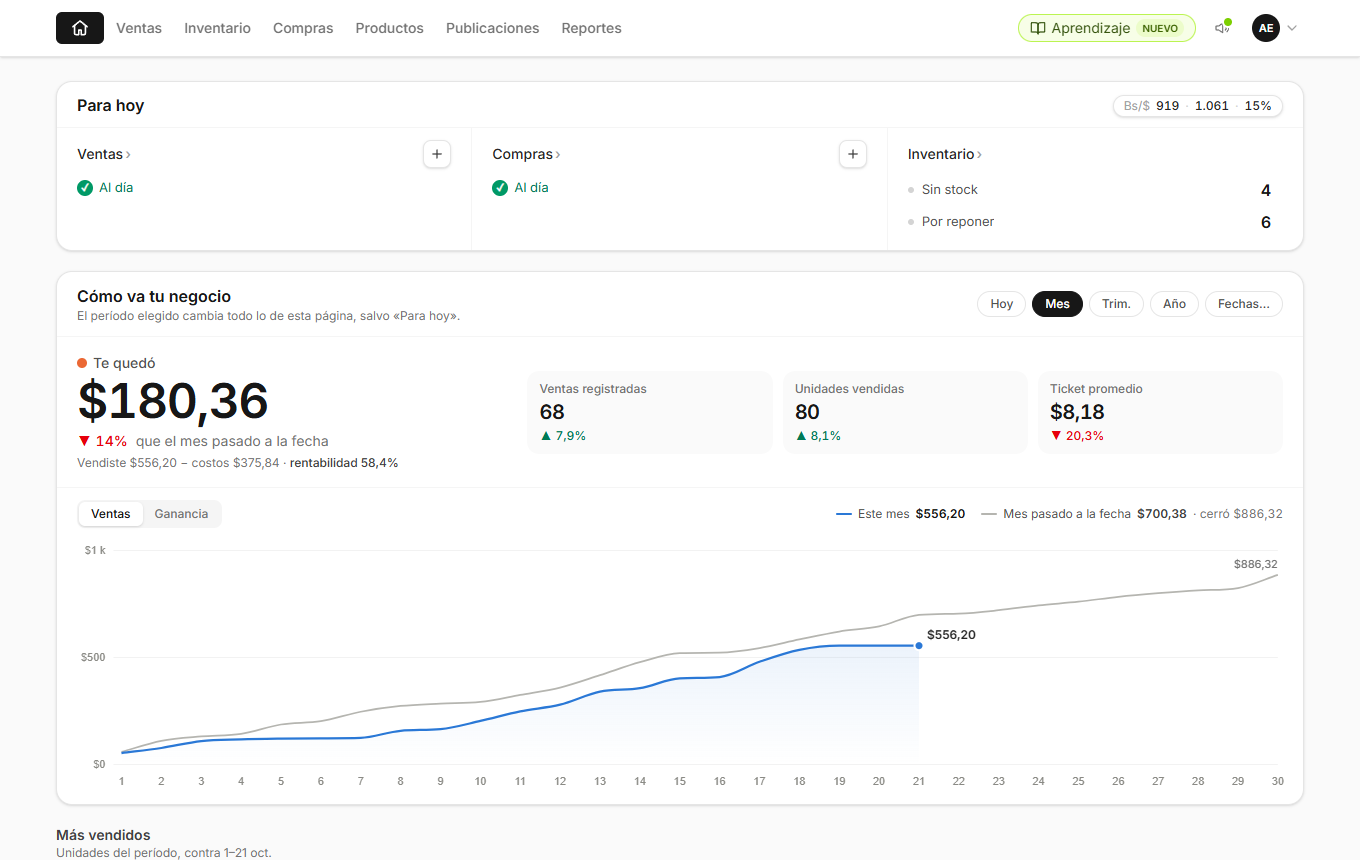 Ventas Inventario Compras Productos Publicaciones Reportes Aprendizaje NUEVO AE
Para hoy Bs/$ 919 · 1.061 · 15%
Ventas › + Compras › + Inventario ›
Al día Al día Sin stock 4
Por reponer 6
Cómo va tu negocio
El período elegido cambia todo lo de esta página, salvo «Para hoy».
Hoy Mes Trim. Año Fechas...
Te quedó
$180,36
▼ 14% que el mes pasado a la fecha
Vendiste $556,20 − costos $375,84 · rentabilidad 58,4%
Ventas registradas
68
▲ 7,9%
Unidades vendidas
80
▲ 8,1%
Ticket promedio
$8,18
▼ 20,3%
Ventas Ganancia Este mes $556,20 Mes pasado a la fecha $700,38 · cerró $886,32
$1 k
$886,32
$556,20
$500
$0
1 2 3 4 5 6 7 8 9 10 11 12 13 14 15 16 17 18 19 20 21 22 23 24 25 26 27 28 29 30
Más vendidos
Unidades del período, contra 1–21 oct.